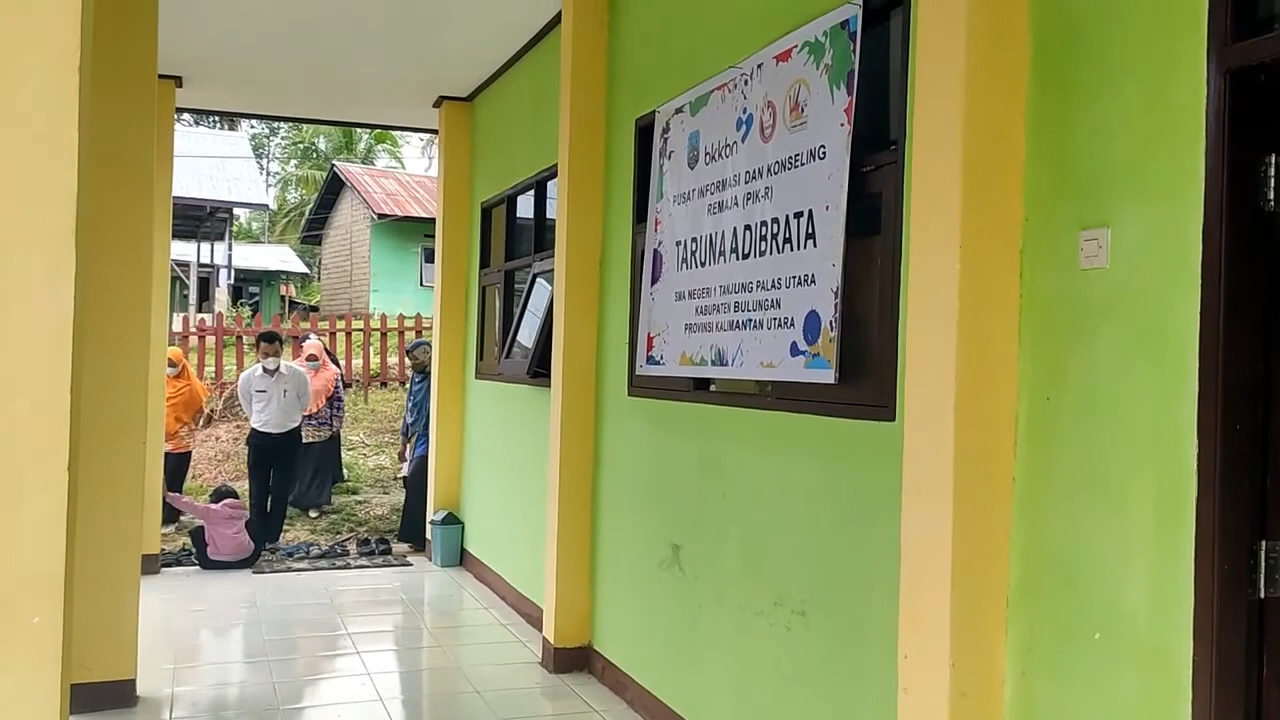 bkkbn
PUSAT INFORMASI DAN KONSELING
REMAJA (PIK-R)
TARUNA ADIBRATA
SMA NEGERI 1 TANJUNG PALAS UTARA
KABUPATEN BULUNGAN
PROVINSI KALIMANTAN UTARA